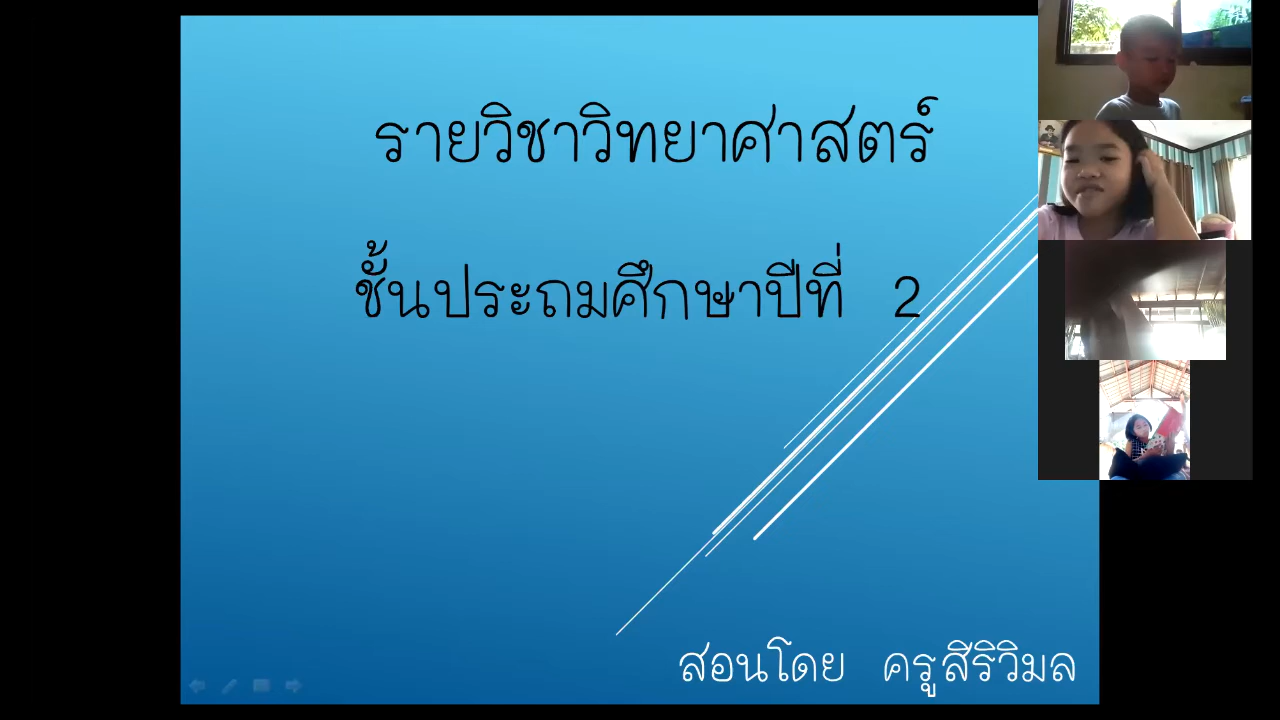 รายวิชาวิทยาศาสตร์
ชั้นประถมศึกษาปีที่ 2
สอนโดย ครูสิริวิมล